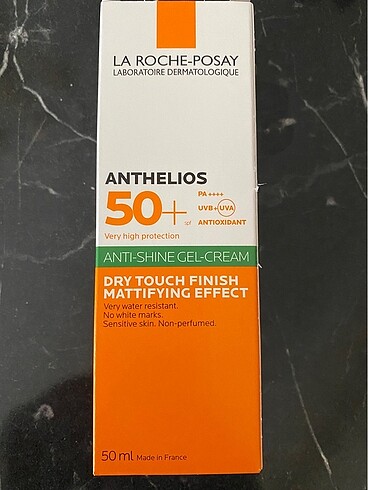 LA ROCHE-POSAY
LABORATOIRE DERMATOLOGIQUE
ANTHELIOS
50+
spf
PA ++++
UVB+UVA
ANTIOXIDANT
Very high protection
ANTI-SHINE GEL-CREAM
DRY TOUCH FINISH
MATTIFYING EFFECT
Very water resistant.
No white marks.
Sensitive skin. Non-perfumed.
50 ml Made in France